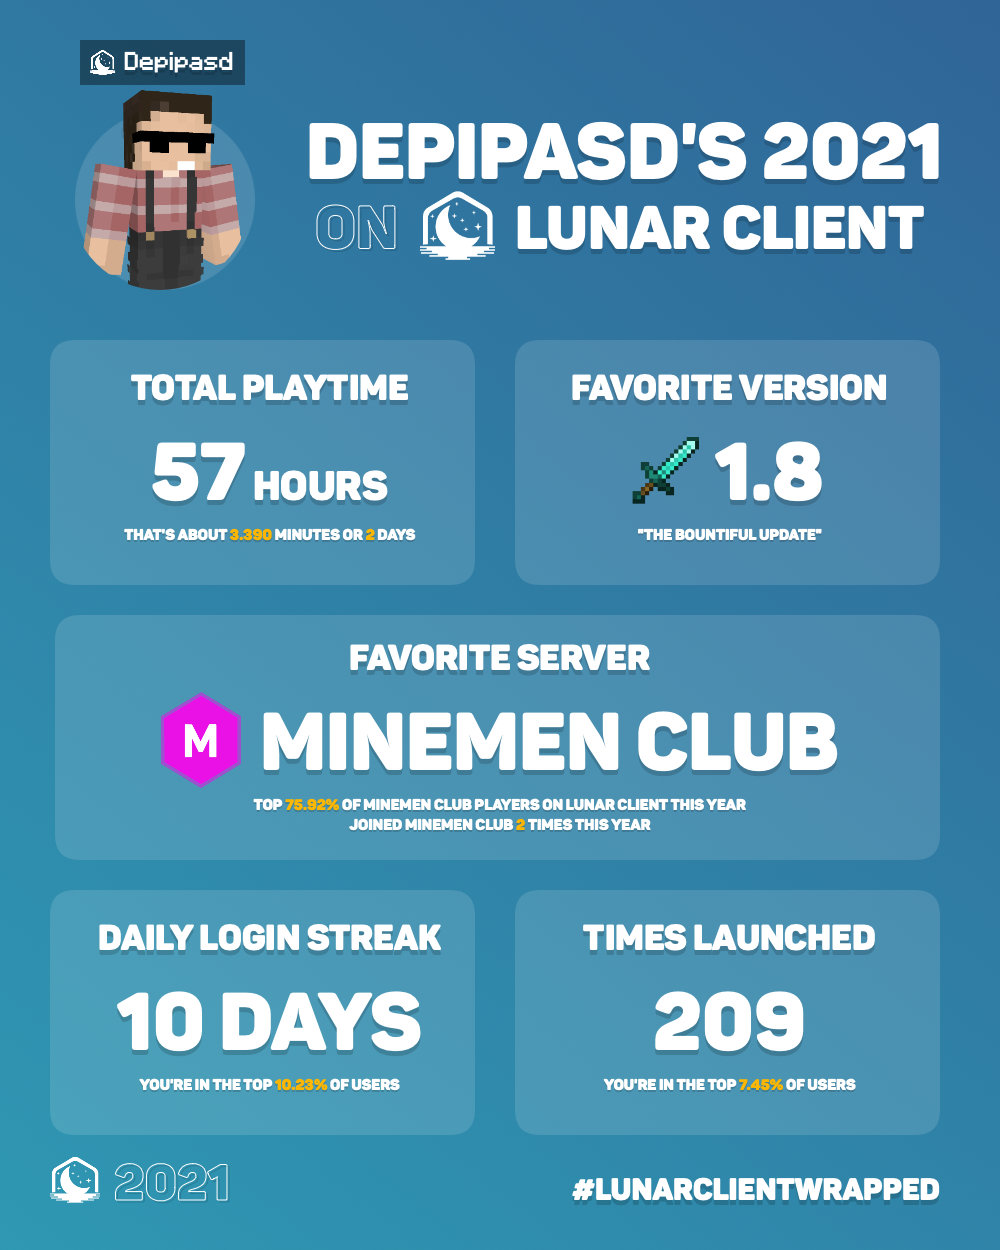 Depipasd
DEPIPASD'S 2021
ON LUNAR CLIENT
TOTAL PLAYTIME
57 HOURS
THAT'S ABOUT 3.390 MINUTES OR 2 DAYS
FAVORITE VERSION
1.8
"THE BOUNTIFUL UPDATE"
FAVORITE SERVER
M MINEMEN CLUB
TOP 75.92% OF MINEMEN CLUB PLAYERS ON LUNAR CLIENT THIS YEAR
JOINED MINEMEN CLUB 2 TIMES THIS YEAR
DAILY LOGIN STREAK
10 DAYS
YOU'RE IN THE TOP 10.23% OF USERS
TIMES LAUNCHED
209
YOU'RE IN THE TOP 7.45% OF USERS
2021
#LUNARCLIENTWRAPPED